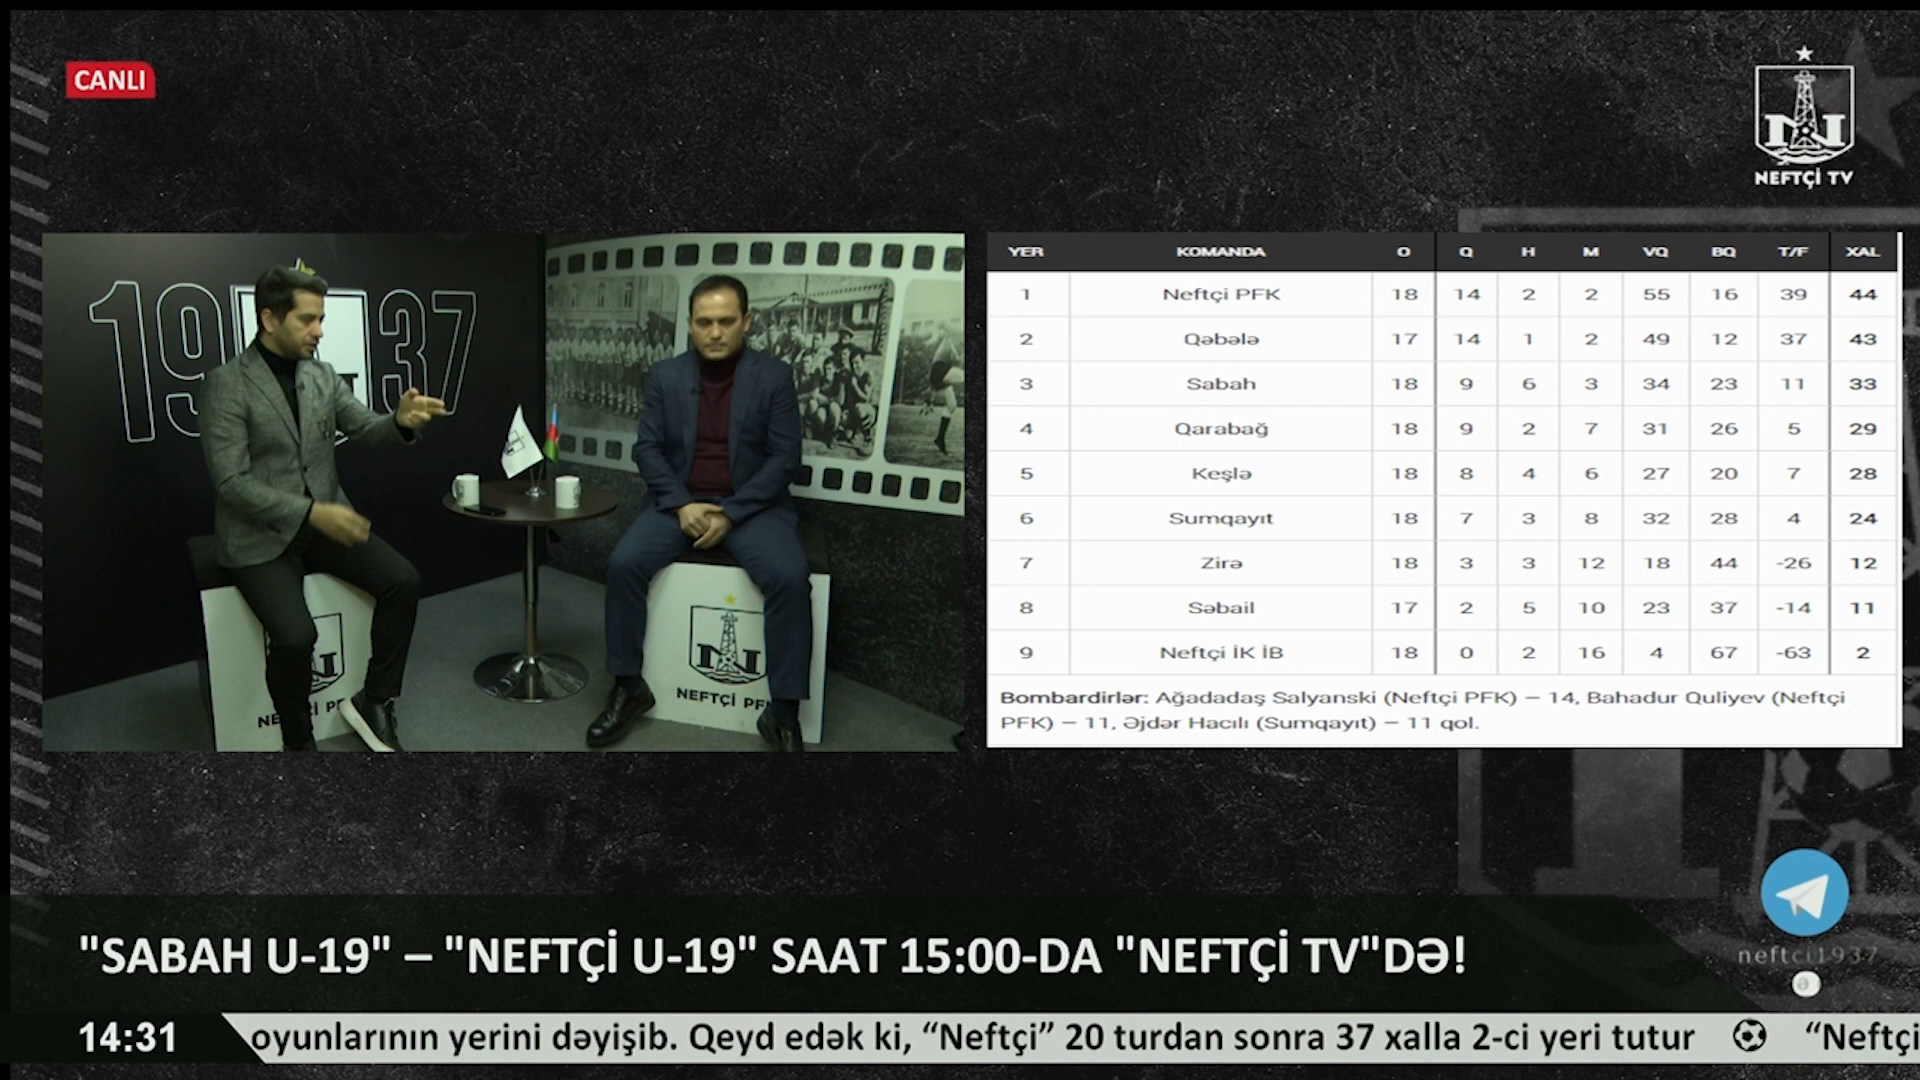 CANLI
NEFTÇİ TV
1937
YER KOMANDA O Q H M VQ BQ T/F XAL
1 Neftçi PFK 18 14 2 2 55 16 39 44
2 Qəbələ 17 14 1 2 49 12 37 43
3 Sabah 18 9 6 3 34 23 11 33
4 Qarabağ 18 9 2 7 31 26 5 29
5 Keşlə 18 8 4 6 27 20 7 28
6 Sumqayıt 18 7 3 8 32 28 4 24
7 Zirə 18 3 3 12 18 44 -26 12
8 Səbail 17 2 5 10 23 37 -14 11
9 Neftçi İK İB 18 0 2 16 4 67 -63 2
Bombardirlər: Ağadadaş Salyanski (Neftçi PFK) – 14, Bahadur Quliyev (Neftçi
PFK) – 11, Əjdər Hacılı (Sumqayıt) – 11 qol.
NEFTÇİ PFK
"SABAH U-19" – "NEFTÇİ U-19" SAAT 15:00-DA "NEFTÇİ TV"DƏ!
neftci1937
14:31 oyunlarının yerini dəyişib. Qeyd edək ki, “Neftçi” 20 turdan sonra 37 xalla 2-ci yeri tutur “Neftçi